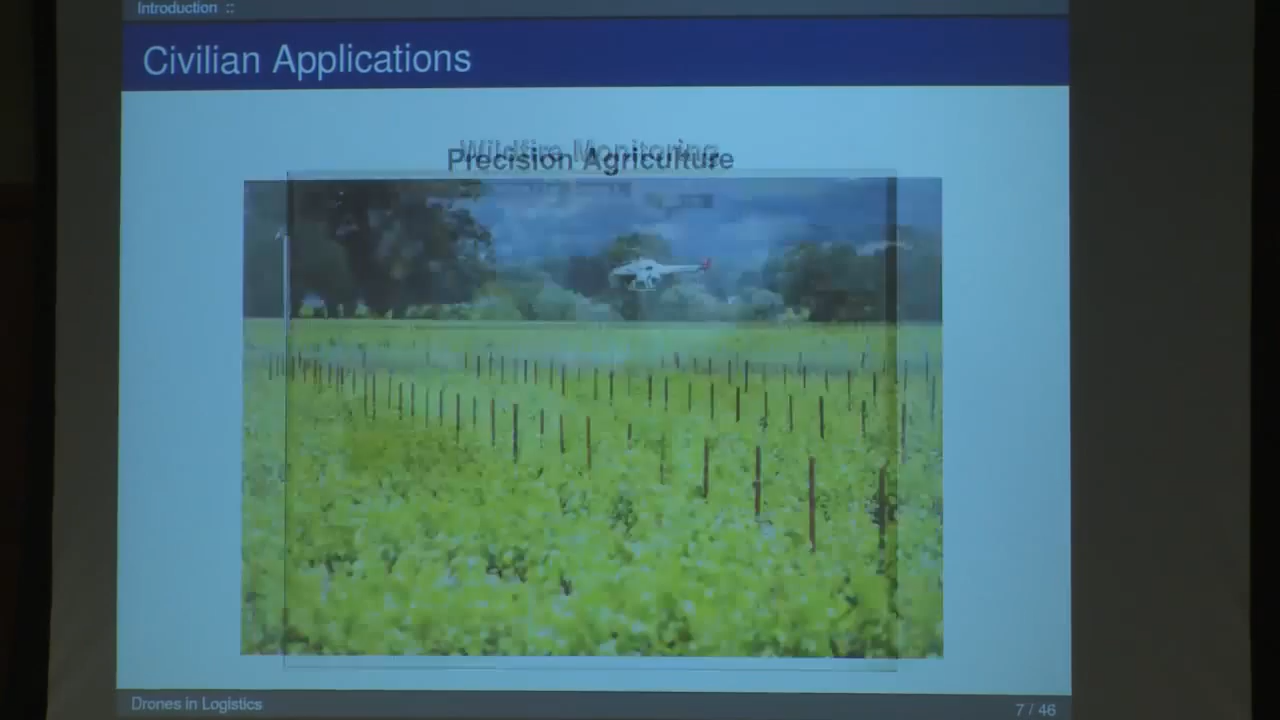 Introduction ::
Civilian Applications
Wildfire Monitoring
Precision Agriculture
Drones in Logistics
7 / 46